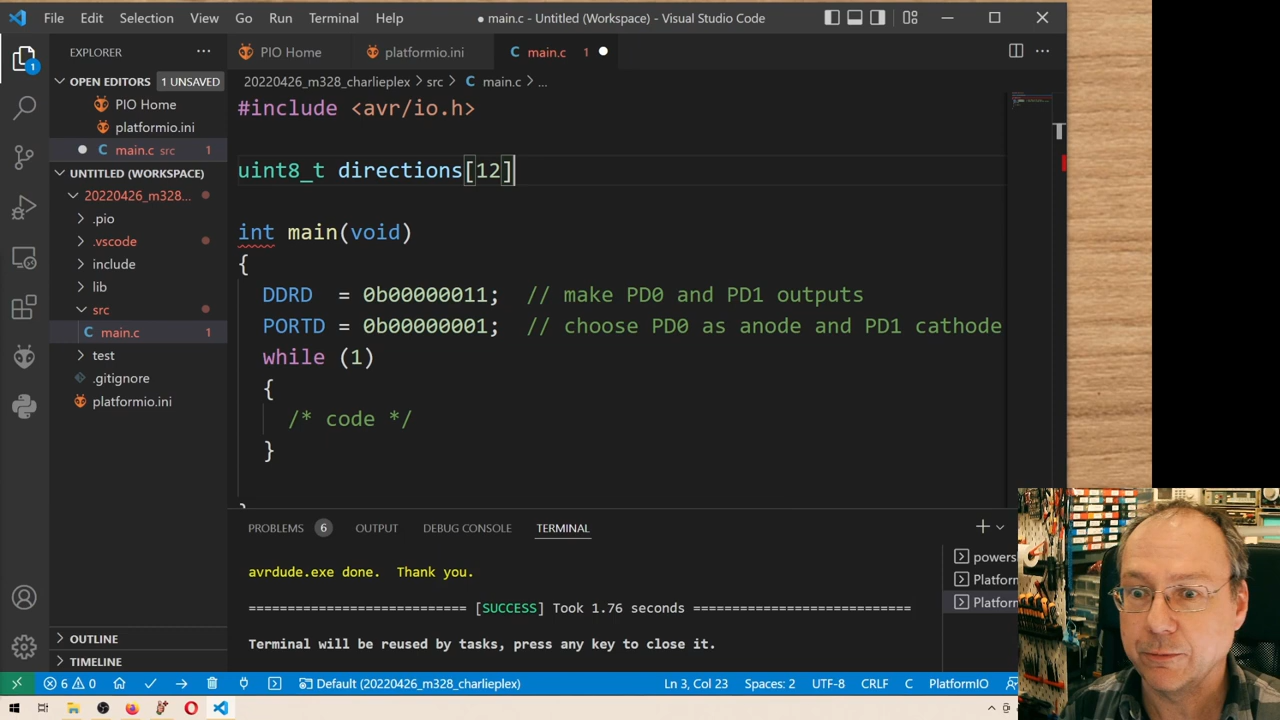 File Edit Selection View Go Run Terminal Help
● main.c - Untitled (Workspace) - Visual Studio Code
EXPLORER
PIO Home
platformio.ini
main.c 1
OPEN EDITORS 1 UNSAVED
PIO Home
platformio.ini
main.c src 1
UNTITLED (WORKSPACE)
20220426_m328...
.pio
.vscode
include
lib
src
main.c 1
test
.gitignore
platformio.ini
OUTLINE
TIMELINE
1
20220426_m328_charlieplex > src > main.c > ...
#include <avr/io.h>
uint8_t directions[12]
int main(void)
{
DDRD = 0b00000011; // make PD0 and PD1 outputs
PORTD = 0b00000001; // choose PD0 as anode and PD1 cathode
while (1)
{
/* code */
}
PROBLEMS 6 OUTPUT DEBUG CONSOLE TERMINAL
avrdude.exe done. Thank you.
=========================== [SUCCESS] Took 1.76 seconds ===========================
Terminal will be reused by tasks, press any key to close it.
powers
Platform
Platform
6 0 Default (20220426_m328_charlieplex) Ln 3, Col 23 Spaces: 2 UTF-8 CRLF C PlatformIO